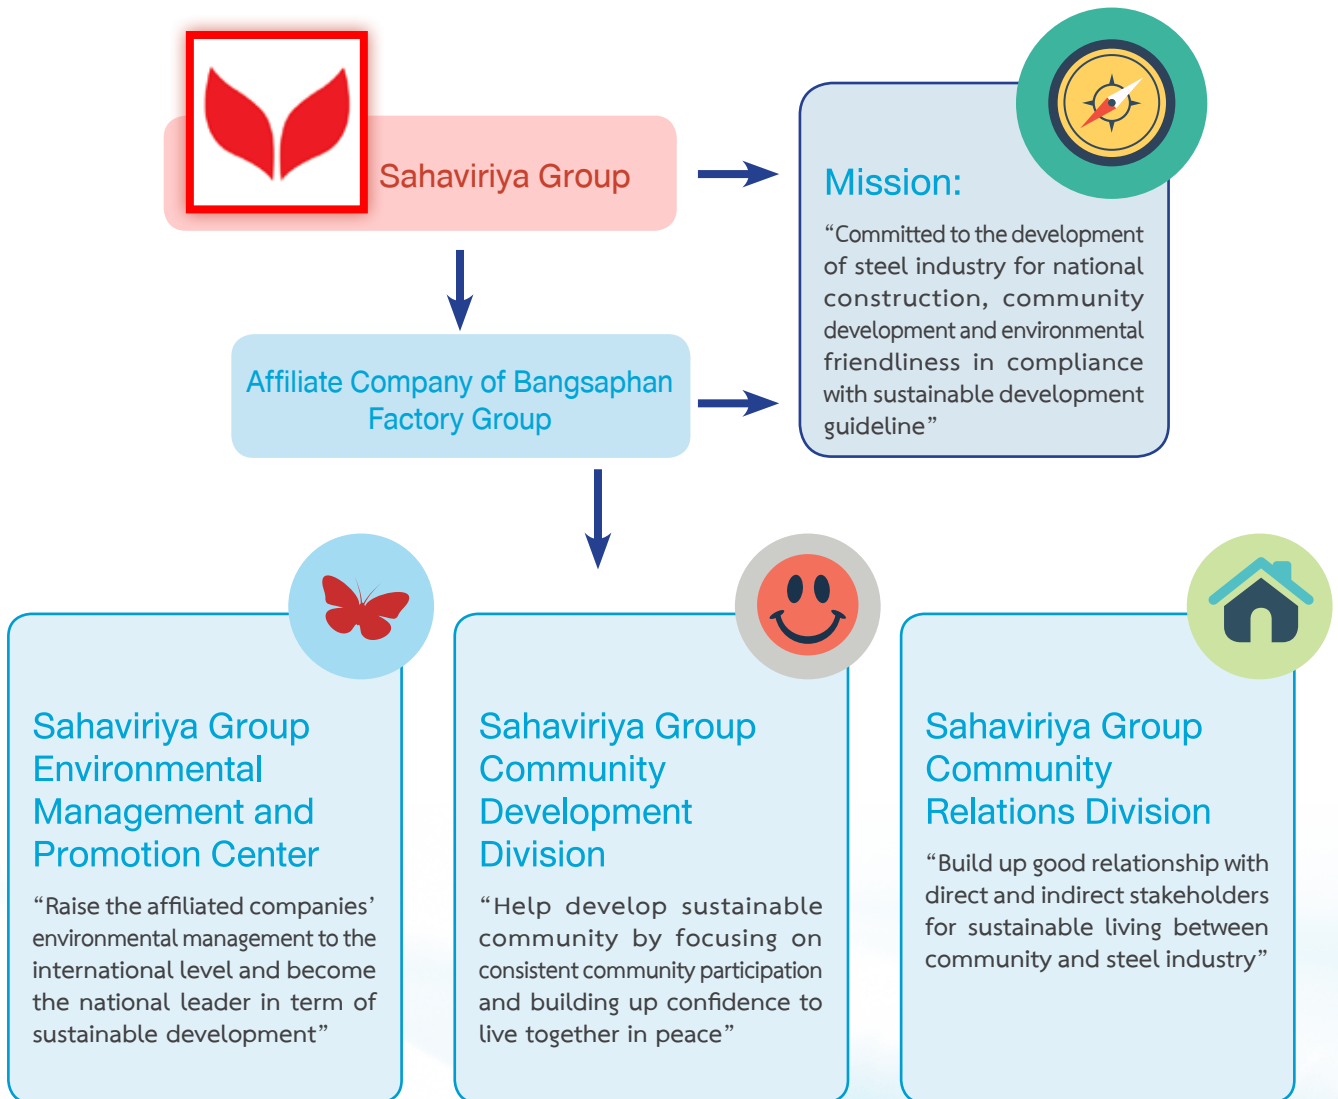 Sahaviriya Group
Mission:
“Committed to the development
of steel industry for national
construction, community
development and environmental
friendliness in compliance
with sustainable development
guideline”
Affiliate Company of Bangsaphan
Factory Group
Sahaviriya Group
Environmental
Management and
Promotion Center
“Raise the affiliated companies’
environmental management to the
international level and become
the national leader in term of
sustainable development”
Sahaviriya Group
Community
Development
Division
“Help develop sustainable
community by focusing on
consistent community participation
and building up confidence to
live together in peace”
Sahaviriya Group
Community
Relations Division
“Build up good relationship with
direct and indirect stakeholders
for sustainable living between
community and steel industry”